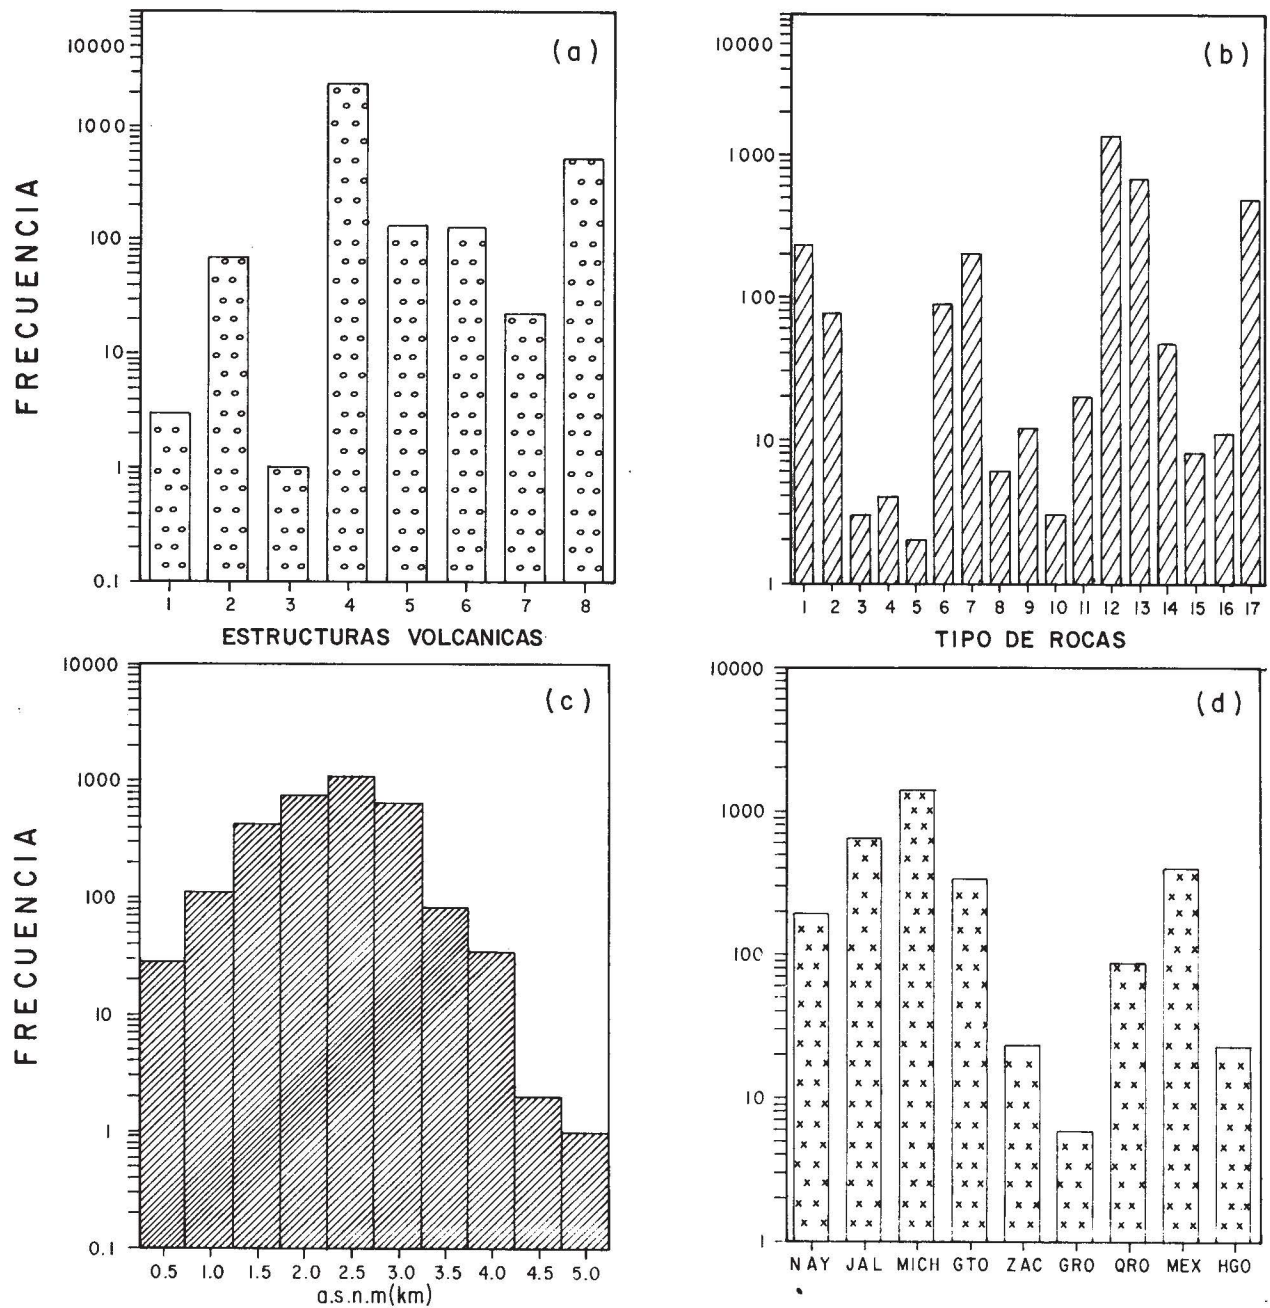 FRECUENCIA
(a)
10000
1000
100
10
1
0.1
1 2 3 4 5 6 7 8
ESTRUCTURAS VOLCANICAS
(b)
10000
1000
100
10
1
1 2 3 4 5 6 7 8 9 10 11 12 13 14 15 16 17
TIPO DE ROCAS
FRECUENCIA
(c)
10000
1000
100
10
1
0.1
0.5 1.0 1.5 2.0 2.5 3.0 3.5 4.0 4.5 5.0
a.s.n.m(km)
(d)
10000
1000
100
10
1
NAY JAL MICH GTO ZAC GRO QRO MEX HGO